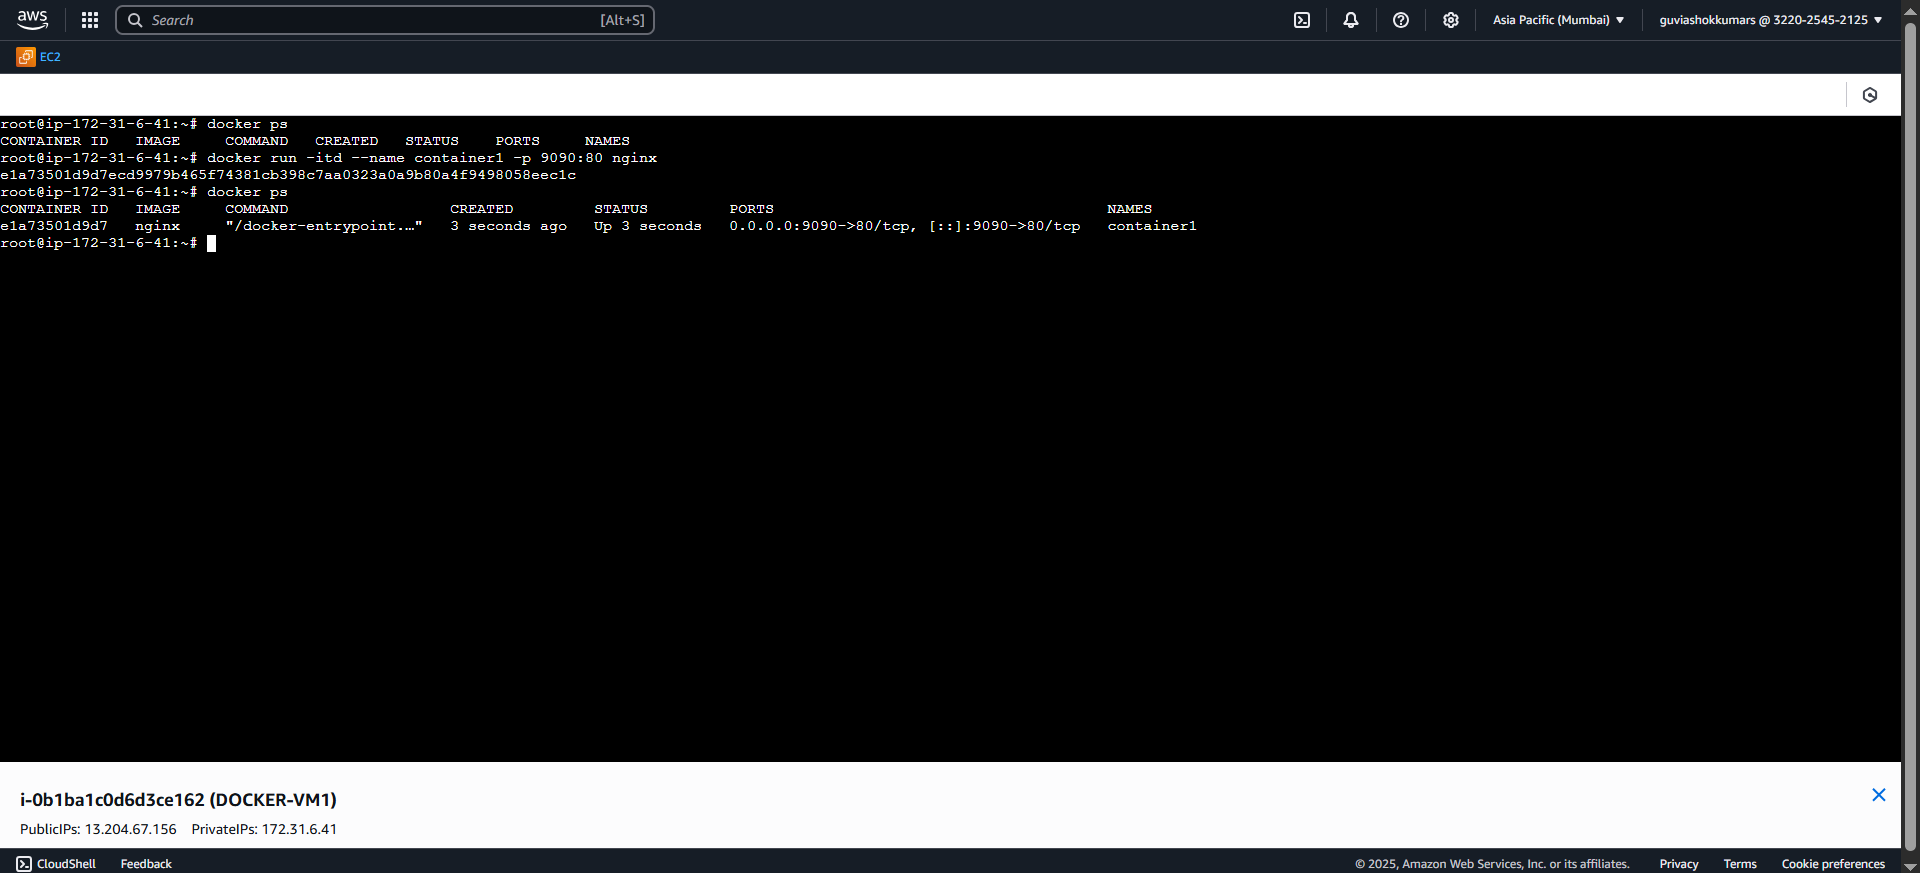 aws Search [Alt+S] Asia Pacific (Mumbai) guviashokkumars @ 3220-2545-2125
EC2
root@ip-172-31-6-41:~# docker ps
CONTAINER ID   IMAGE     COMMAND   CREATED   STATUS    PORTS     NAMES
root@ip-172-31-6-41:~# docker run -itd --name container1 -p 9090:80 nginx
e1a73501d9d7ecd9979b465f74381cb398c7aa0323a0a9b80a4f9498058eec1c
root@ip-172-31-6-41:~# docker ps
CONTAINER ID   IMAGE     COMMAND                  CREATED         STATUS         PORTS                                     NAMES
e1a73501d9d7   nginx     "/docker-entrypoint.…"   3 seconds ago   Up 3 seconds   0.0.0.0:9090->80/tcp, [::]:9090->80/tcp   container1
root@ip-172-31-6-41:~#
i-0b1ba1c0d6d3ce162 (DOCKER-VM1)
PublicIPs: 13.204.67.156 PrivateIPs: 172.31.6.41
CloudShell Feedback © 2025, Amazon Web Services, Inc. or its affiliates. Privacy Terms Cookie preferences